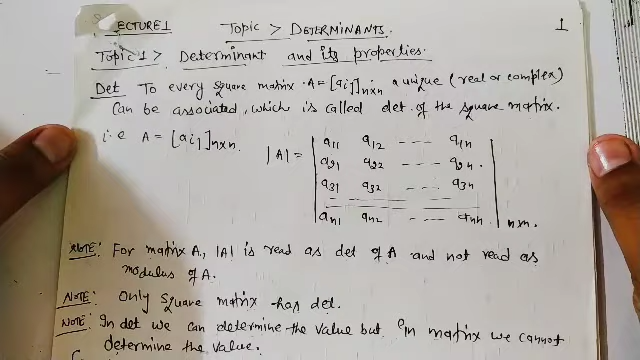 LECTURE 1 Topic > DETERMINANTS. 1
Topic 1 > Determinant and its properties.
Det To every square matrix A = [aij]nxn a unique (real or complex)
Can be associated, which is called det. of the square matrix.
i.e A = [aij]nxn.
|A| =
a11 a12 ---- a1n
a21 a22 ---- a2n
a31 a32 ---- a3n
an1 an2 ---- ann
nxn.
NOTE: For matrix A, |A| is read as det of A and not read as
modulus of A.
NOTE: Only square matrix has det.
NOTE: In det we can determine the value but in matrix we cannot
determine the value.